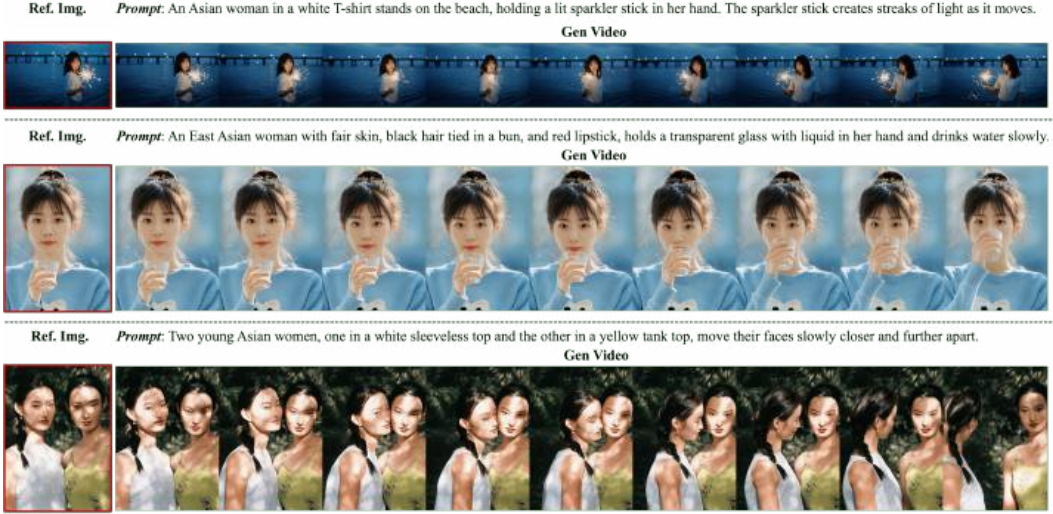 Ref. Img. Prompt: An Asian woman in a white T-shirt stands on the beach, holding a lit sparkler stick in her hand. The sparkler stick creates streaks of light as it moves.
Gen Video
Ref. Img. Prompt: An East Asian woman with fair skin, black hair tied in a bun, and red lipstick, holds a transparent glass with liquid in her hand and drinks water slowly.
Gen Video
Ref. Img. Prompt: Two young Asian women, one in a white sleeveless top and the other in a yellow tank top, move their faces slowly closer and further apart.
Gen Video